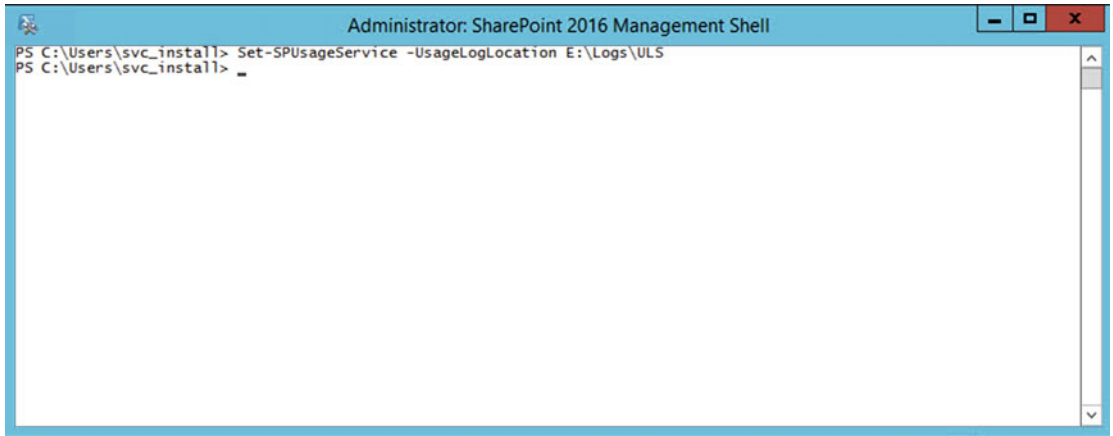 Administrator: SharePoint 2016 Management Shell
PS C:\Users\svc_install> Set-SPUsageService -UsageLogLocation E:\Logs\ULS
PS C:\Users\svc_install> _